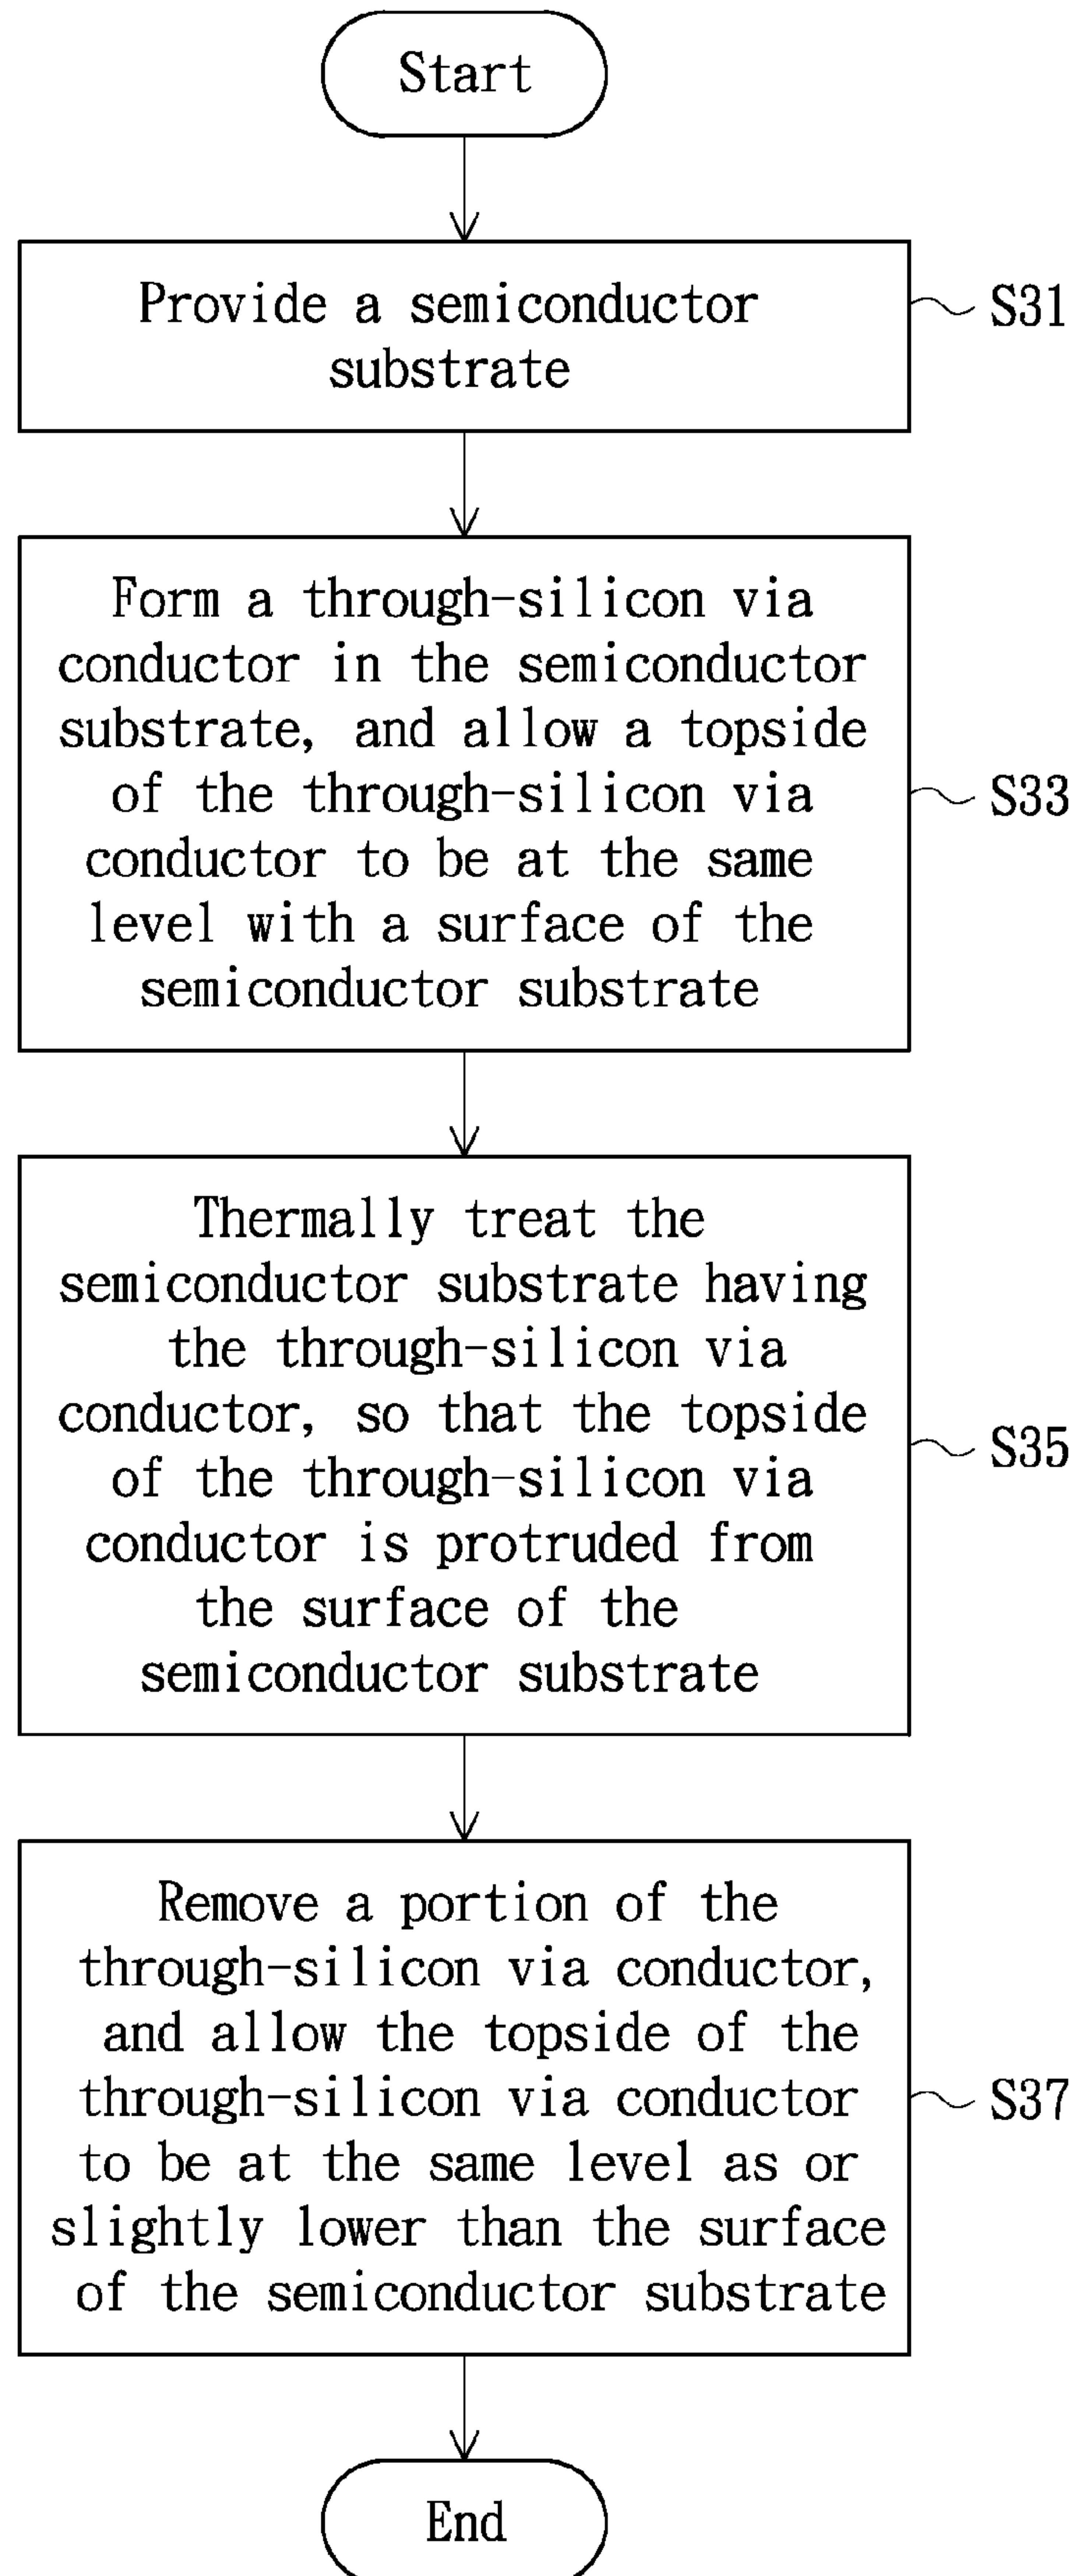 Start
Provide a semiconductor
substrate
S31
Form a through-silicon via
conductor in the semiconductor
substrate, and allow a topside
of the through-silicon via
conductor to be at the same
level with a surface of the
semiconductor substrate
S33
Thermally treat the
semiconductor substrate having
the through-silicon via
conductor, so that the topside
of the through-silicon via
conductor is protruded from
the surface of the
semiconductor substrate
S35
Remove a portion of the
through-silicon via conductor,
and allow the topside of the
through-silicon via conductor
to be at the same level as or
slightly lower than the surface
of the semiconductor substrate
S37
End